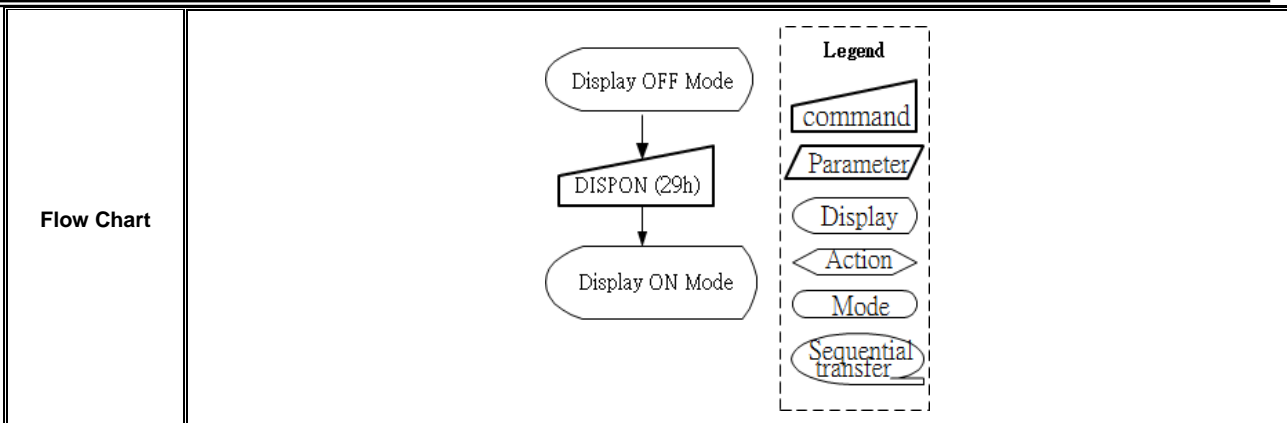 Flow Chart
Display OFF Mode
DISPON (29h)
Display ON Mode
Legend
command
Parameter
Display
Action
Mode
Sequential
transfer